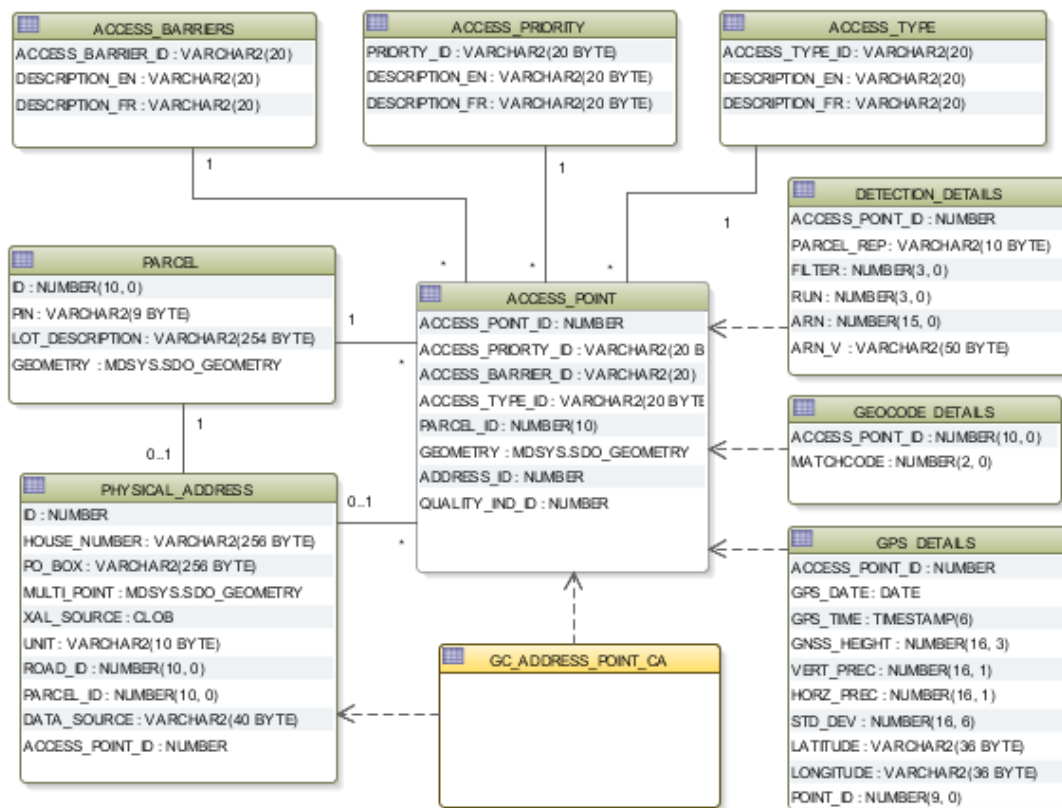 ACCESS_BARRIERS
ACCESS_BARRIER_ID : VARCHAR2(20)
DESCRIPTION_EN : VARCHAR2(20)
DESCRIPTION_FR : VARCHAR2(20)
ACCESS_PRIORITY
PRIORTY_ID : VARCHAR2(20 BYTE)
DESCRIPTION_EN : VARCHAR2(20 BYTE)
DESCRIPTION_FR : VARCHAR2(20 BYTE)
ACCESS_TYPE
ACCESS_TYPE_ID : VARCHAR2(20)
DESCRIPTION_EN : VARCHAR2(20)
DESCRIPTION_FR : VARCHAR2(20)
1
1
1
*
*
*
PARCEL
ID : NUMBER(10, 0)
PIN : VARCHAR2(9 BYTE)
LOT_DESCRIPTION : VARCHAR2(254 BYTE)
GEOMETRY : MDSYS.SDO_GEOMETRY
1
*
ACCESS_POINT
ACCESS_POINT_ID : NUMBER
ACCESS_PRIORTY_ID : VARCHAR2(20 B
ACCESS_BARRIER_ID : VARCHAR2(20)
ACCESS_TYPE_ID : VARCHAR2(20 BYTE
PARCEL_ID : NUMBER(10)
GEOMETRY : MDSYS.SDO_GEOMETRY
ADDRESS_ID : NUMBER
QUALITY_IND_ID : NUMBER
DETECTION_DETAILS
ACCESS_POINT_ID : NUMBER
PARCEL_REP : VARCHAR2(10 BYTE)
FILTER : NUMBER(3, 0)
RUN : NUMBER(3, 0)
ARN : NUMBER(15, 0)
ARN_V : VARCHAR2(50 BYTE)
GEOCODE_DETAILS
ACCESS_POINT_ID : NUMBER(10, 0)
MATCHCODE : NUMBER(2, 0)
1
0..1
PHYSICAL_ADDRESS
ID : NUMBER
HOUSE_NUMBER : VARCHAR2(256 BYTE)
PO_BOX : VARCHAR2(256 BYTE)
MULTI_POINT : MDSYS.SDO_GEOMETRY
XAL_SOURCE : CLOB
UNIT : VARCHAR2(10 BYTE)
ROAD_ID : NUMBER(10, 0)
PARCEL_ID : NUMBER(10, 0)
DATA_SOURCE : VARCHAR2(40 BYTE)
ACCESS_POINT_ID : NUMBER
0..1
*
GC_ADDRESS_POINT_CA
GPS_DETAILS
ACCESS_POINT_ID : NUMBER
GPS_DATE : DATE
GPS_TIME : TIMESTAMP(6)
GNSS_HEIGHT : NUMBER(16, 3)
VERT_PREC : NUMBER(16, 1)
HORZ_PREC : NUMBER(16, 1)
STD_DEV : NUMBER(16, 6)
LATITUDE : VARCHAR2(36 BYTE)
LONGITUDE : VARCHAR2(36 BYTE)
POINT_ID : NUMBER(9, 0)